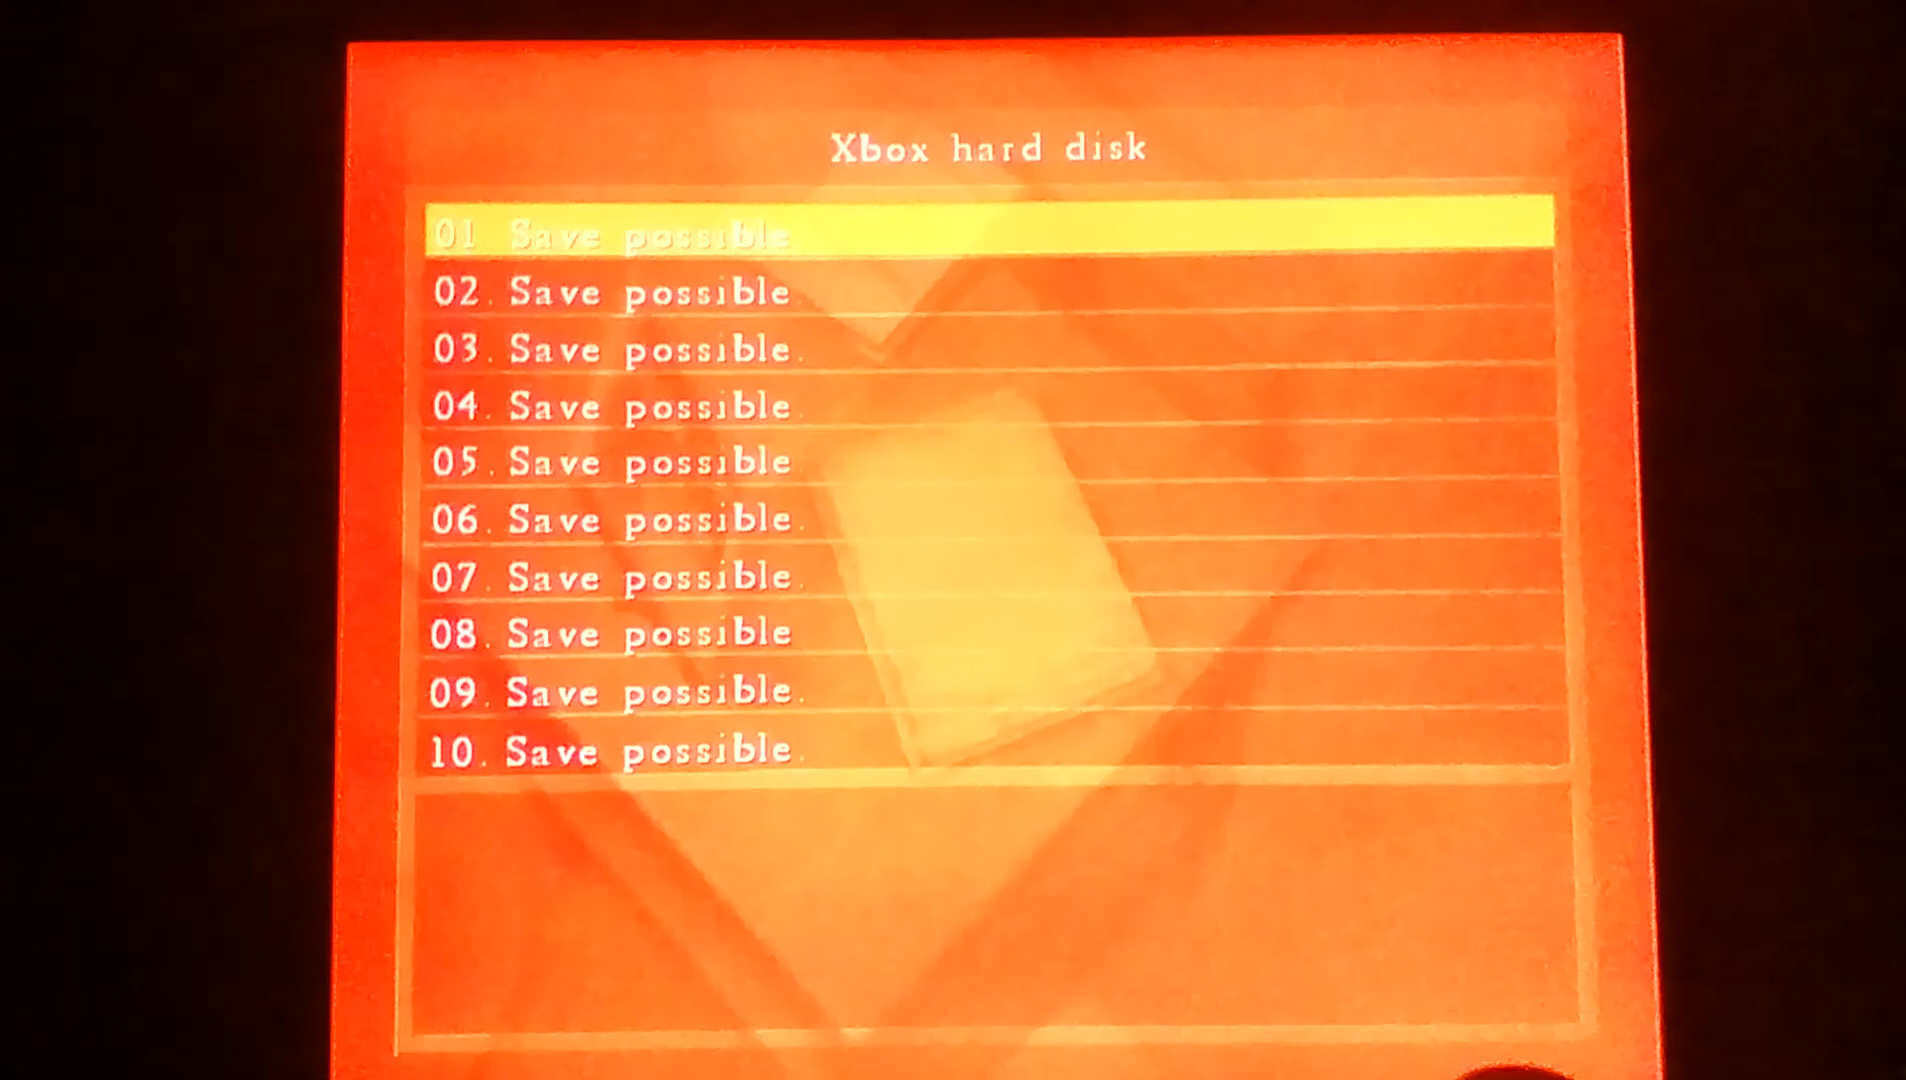 Xbox hard disk
01. Save possible.
02. Save possible.
03. Save possible.
04. Save possible.
05. Save possible.
06. Save possible.
07. Save possible.
08. Save possible.
09. Save possible.
10. Save possible.